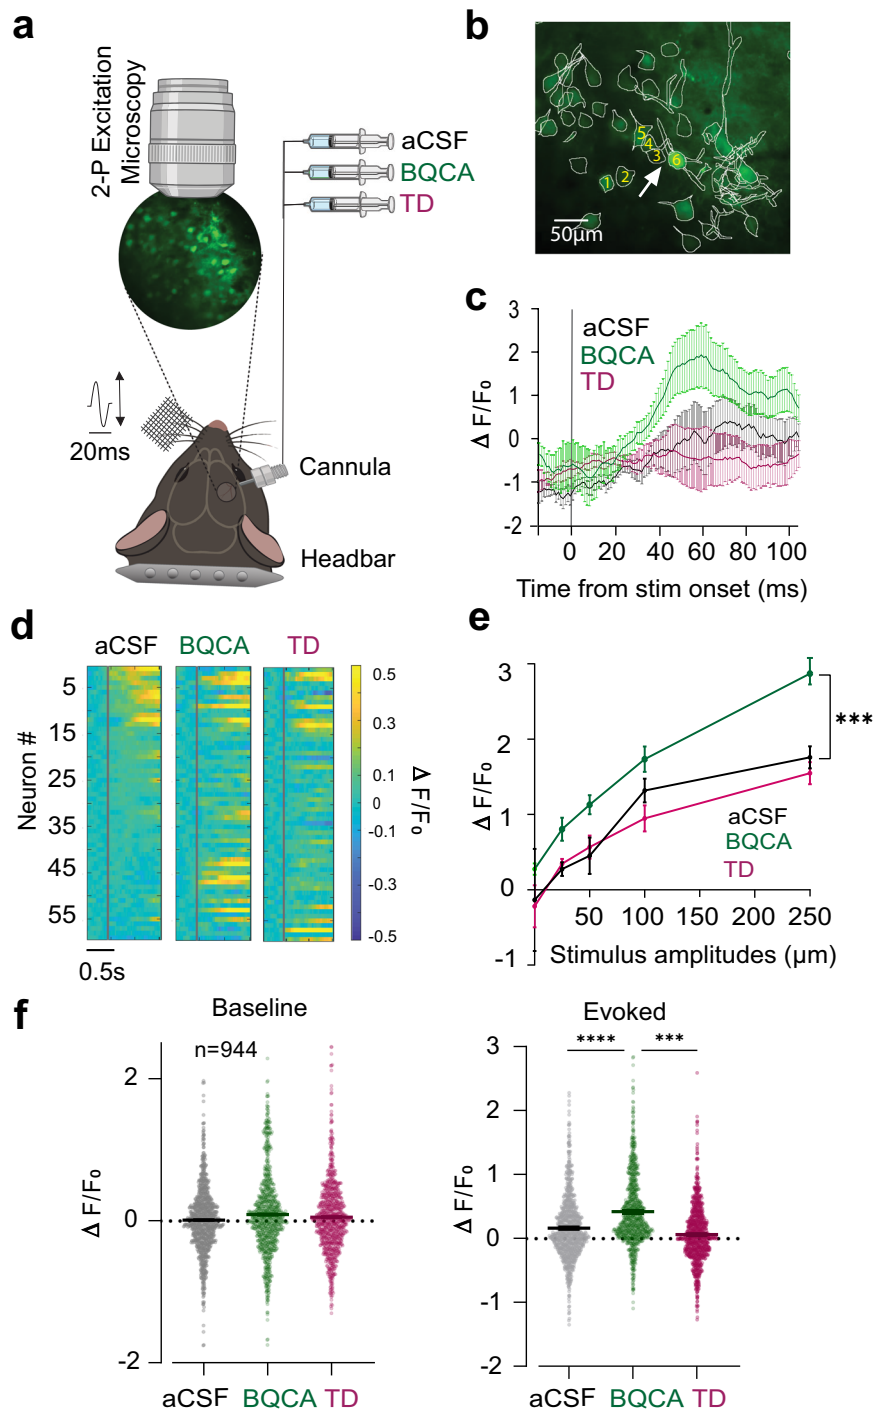 a
2-P Excitation
Microscopy
aCSF
BQCA
TD
20ms
Cannula
Headbar
b
5
4
3
6
1
2
50μm
c
3
2
1
0
-1
-2
Δ F/F₀
aCSF
BQCA
TD
0 20 40 60 80 100
Time from stim onset (ms)
d
aCSF BQCA TD
Neuron #
5
15
25
35
45
55
0.5s
0.5
0.3
0.1
0
-0.1
-0.3
-0.5
Δ F/F₀
e
3
2
1
0
-1
Δ F/F₀
***
aCSF
BQCA
TD
50 100 150 200 250
Stimulus amplitudes (μm)
f
Baseline
n=944
2
0
-2
Δ F/F₀
aCSF BQCA TD
Evoked
**** ***
3
2
1
0
-1
-2
Δ F/F₀
aCSF BQCA TD